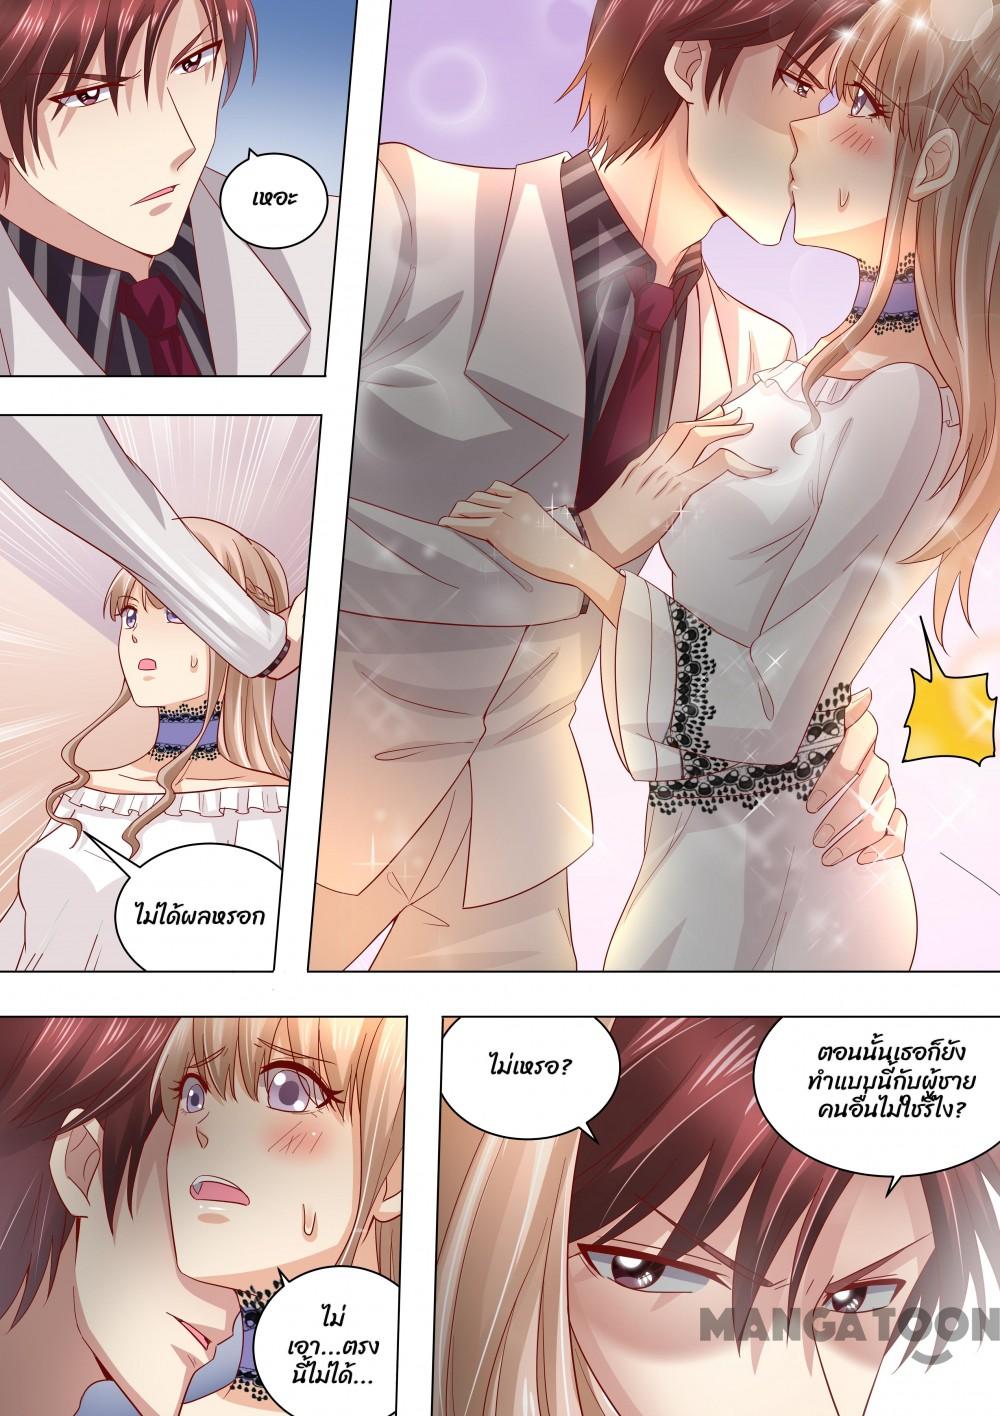 เหอะ
ไม่ได้ผลหรอก
ไม่
เอา...ตรง
นี้ไม่ได้...
ไม่เหรอ?
ตอนนั้นเธอก็ยัง
ทำแบบนี้กับผู้ชาย
คนอื่นไม่ใช่รึไง?
MANGATOON